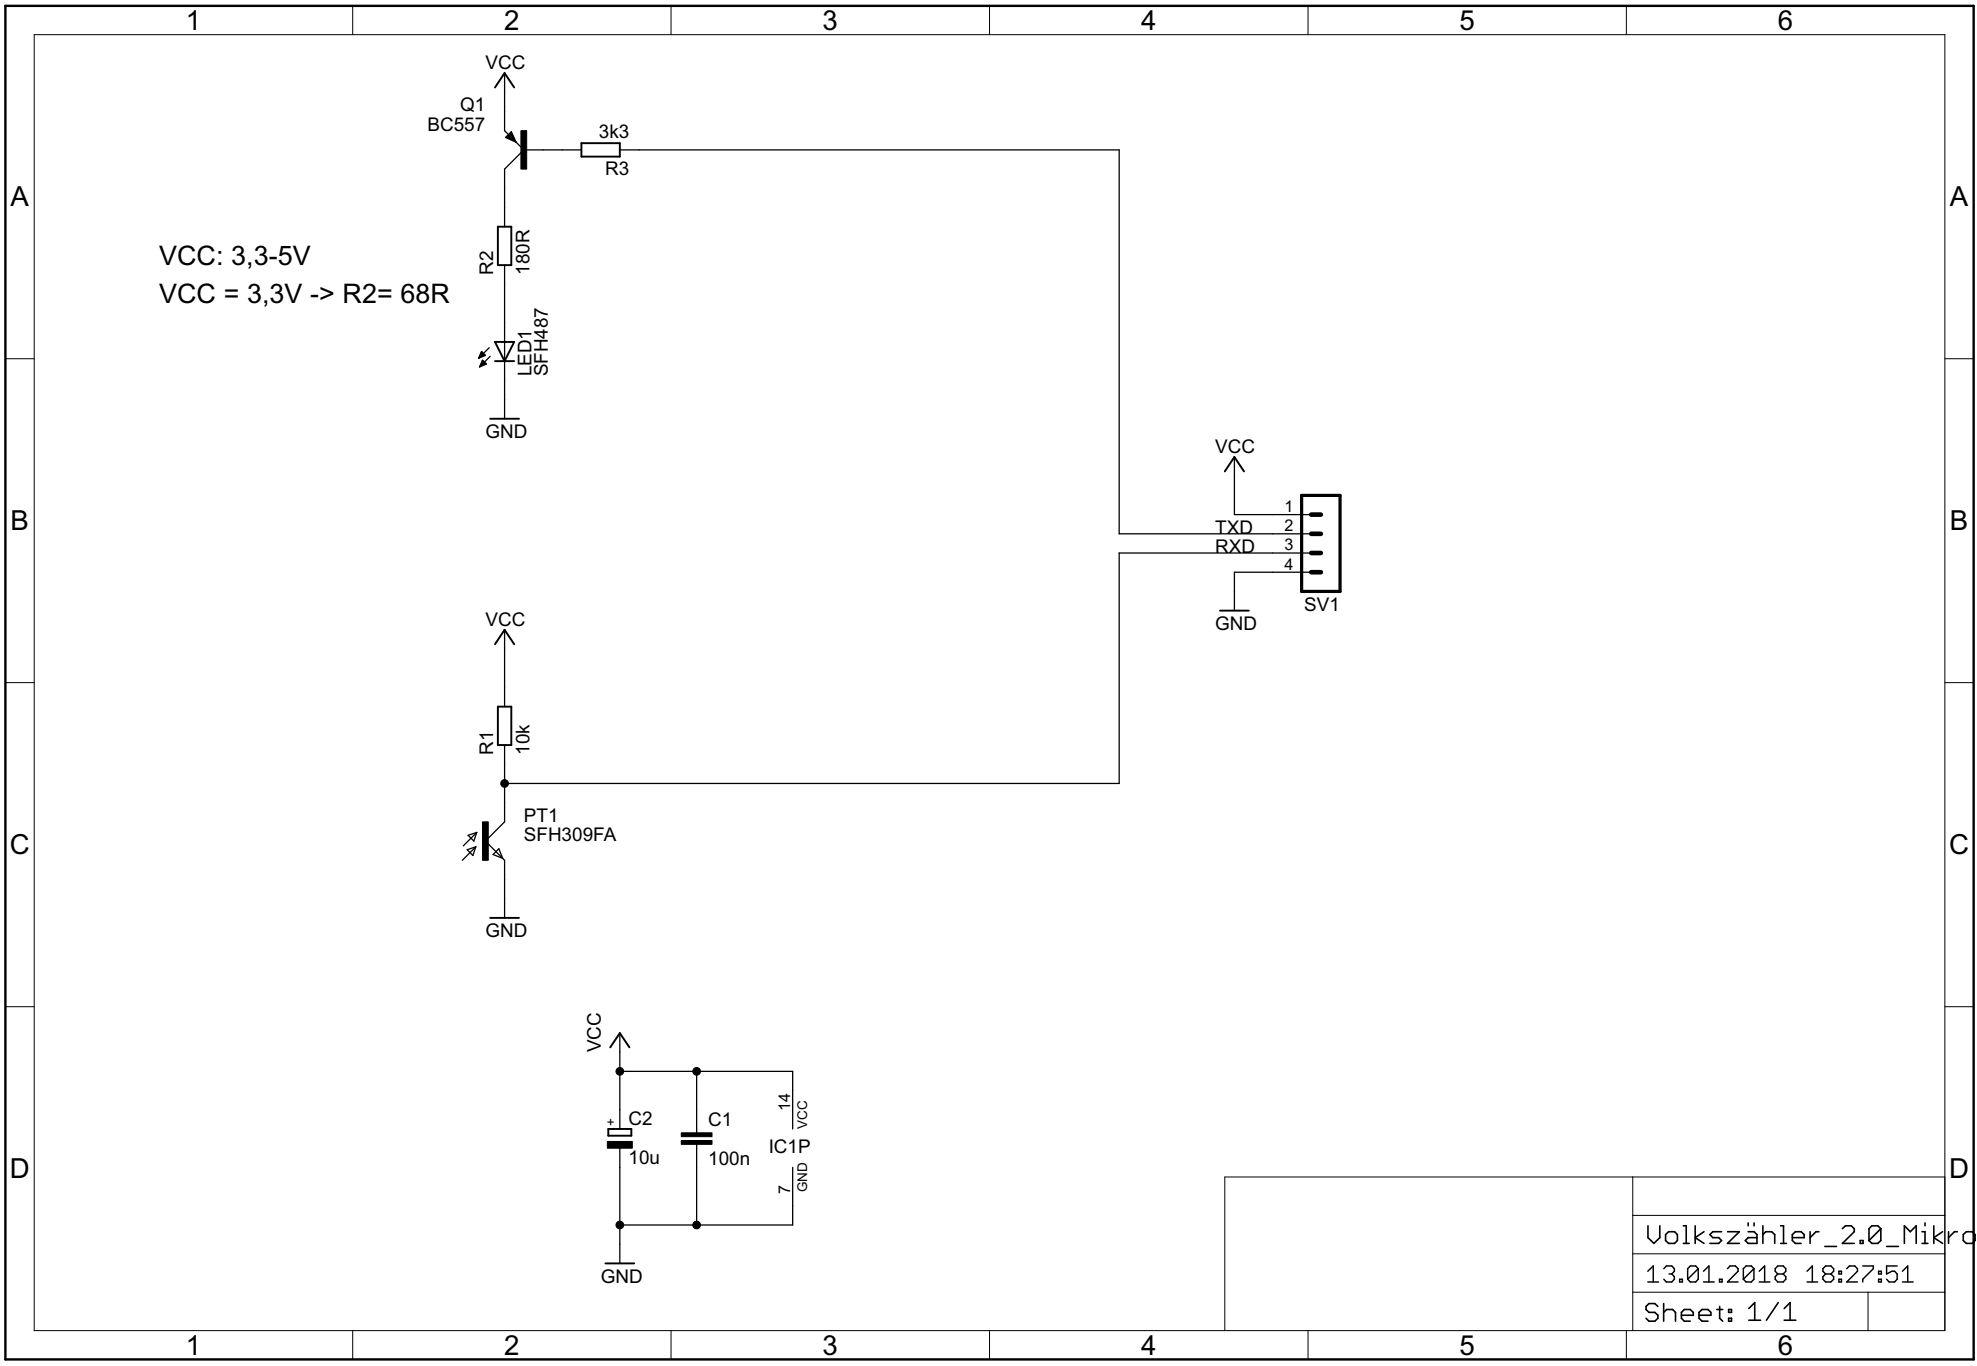 1 2 3 4 5 6
A A
B B
C C
D D
VCC
Q1
BC557
3k3
R3
VCC: 3,3-5V
VCC = 3,3V -> R2= 68R
R2
180R
LED1
SFH487
GND
VCC
1
TXD 2
RXD 3
4
SV1
GND
VCC
R1
10k
PT1
SFH309FA
GND
VCC
+
C2
10u
C1
100n
14
VCC
IC1P
7
GND
GND
Volkszähler_2.0_Mikro
13.01.2018 18:27:51
Sheet: 1/1
1 2 3 4 5 6